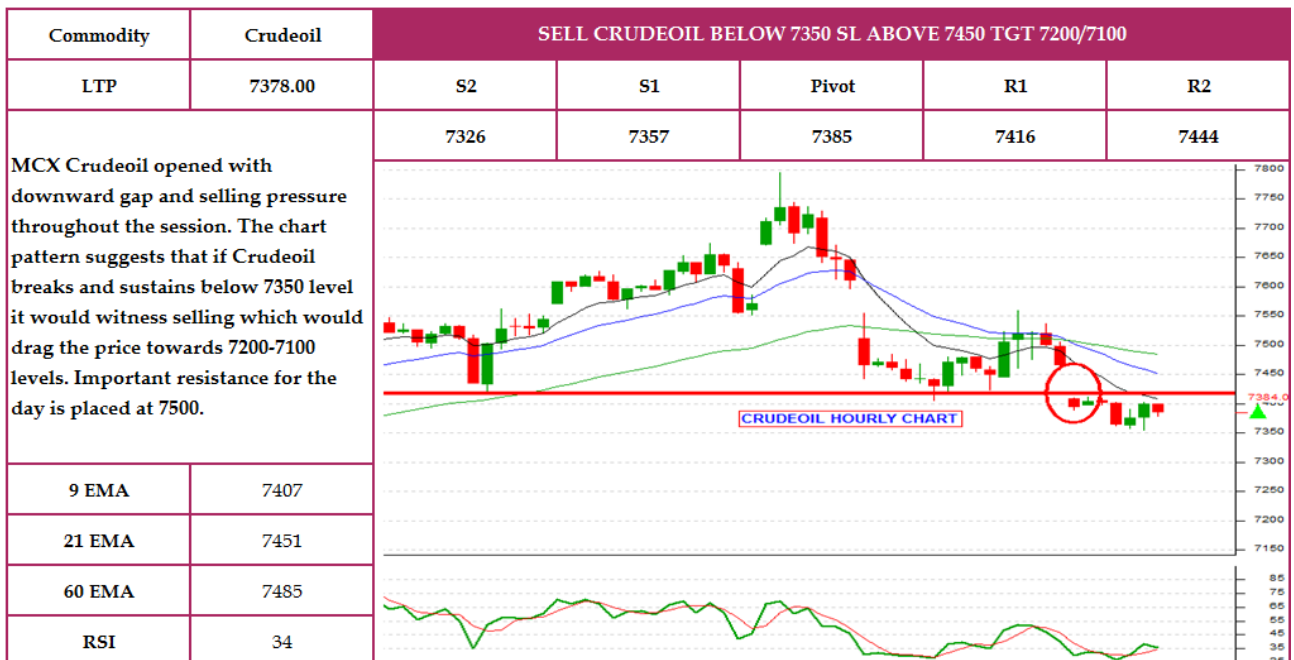 Commodity
Crudeoil
SELL CRUDEOIL BELOW 7350 SL ABOVE 7450 TGT 7200/7100
LTP
7378.00
S2
S1
Pivot
R1
R2
7326
7357
7385
7416
7444
MCX Crudeoil opened with
downward gap and selling pressure
throughout the session. The chart
pattern suggests that if Crudeoil
breaks and sustains below 7350 level
it would witness selling which would
drag the price towards 7200-7100
levels. Important resistance for the
day is placed at 7500.
9 EMA
7407
21 EMA
7451
60 EMA
7485
RSI
34
7800
7750
7700
7650
7600
7550
7500
7450
7384.0
7350
7300
7250
7200
7150
CRUDEOIL HOURLY CHART
85
75
65
55
45
35